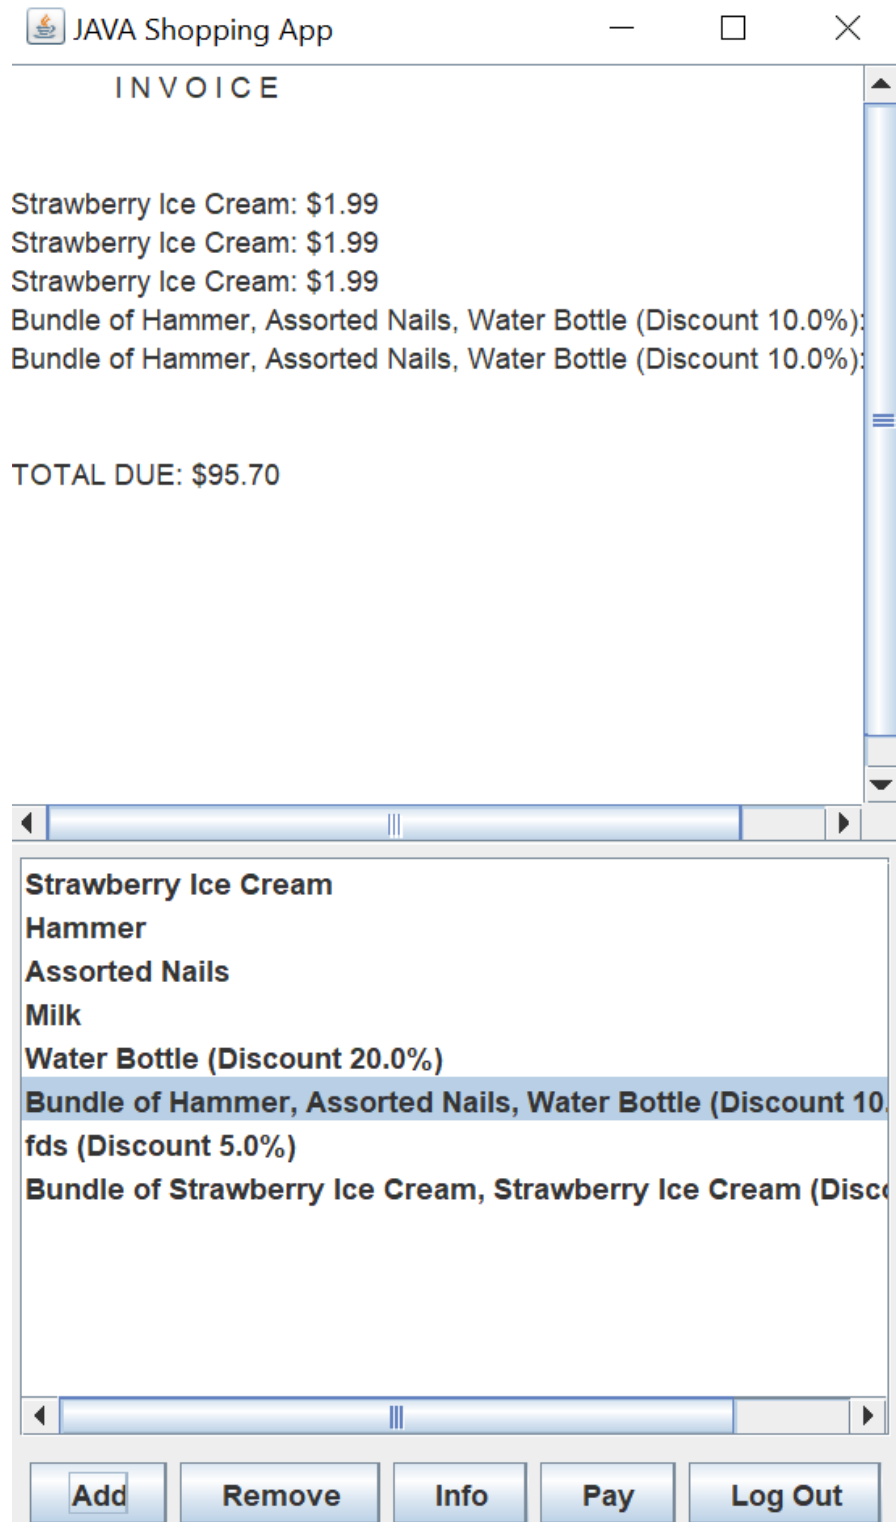 JAVA Shopping App
I N V O I C E
Strawberry Ice Cream: $1.99
Strawberry Ice Cream: $1.99
Strawberry Ice Cream: $1.99
Bundle of Hammer, Assorted Nails, Water Bottle (Discount 10.0%):
Bundle of Hammer, Assorted Nails, Water Bottle (Discount 10.0%):
TOTAL DUE: $95.70
Strawberry Ice Cream
Hammer
Assorted Nails
Milk
Water Bottle (Discount 20.0%)
Bundle of Hammer, Assorted Nails, Water Bottle (Discount 10.
fds (Discount 5.0%)
Bundle of Strawberry Ice Cream, Strawberry Ice Cream (Disco
Add Remove Info Pay Log Out